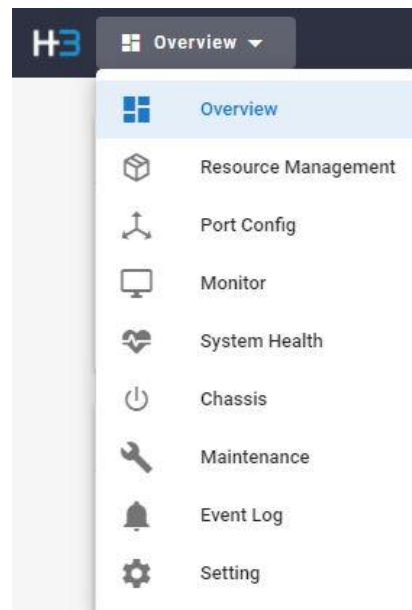 H3 Overview
Overview
Resource Management
Port Config
Monitor
System Health
Chassis
Maintenance
Event Log
Setting